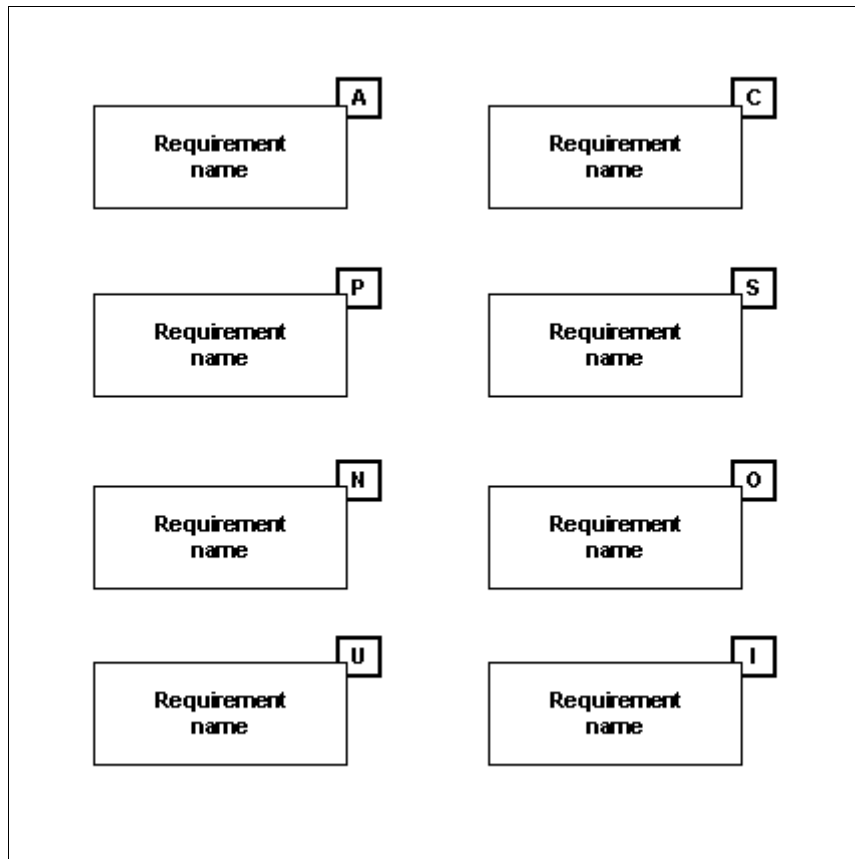 A
Requirement
name
C
Requirement
name
P
Requirement
name
S
Requirement
name
N
Requirement
name
O
Requirement
name
U
Requirement
name
I
Requirement
name